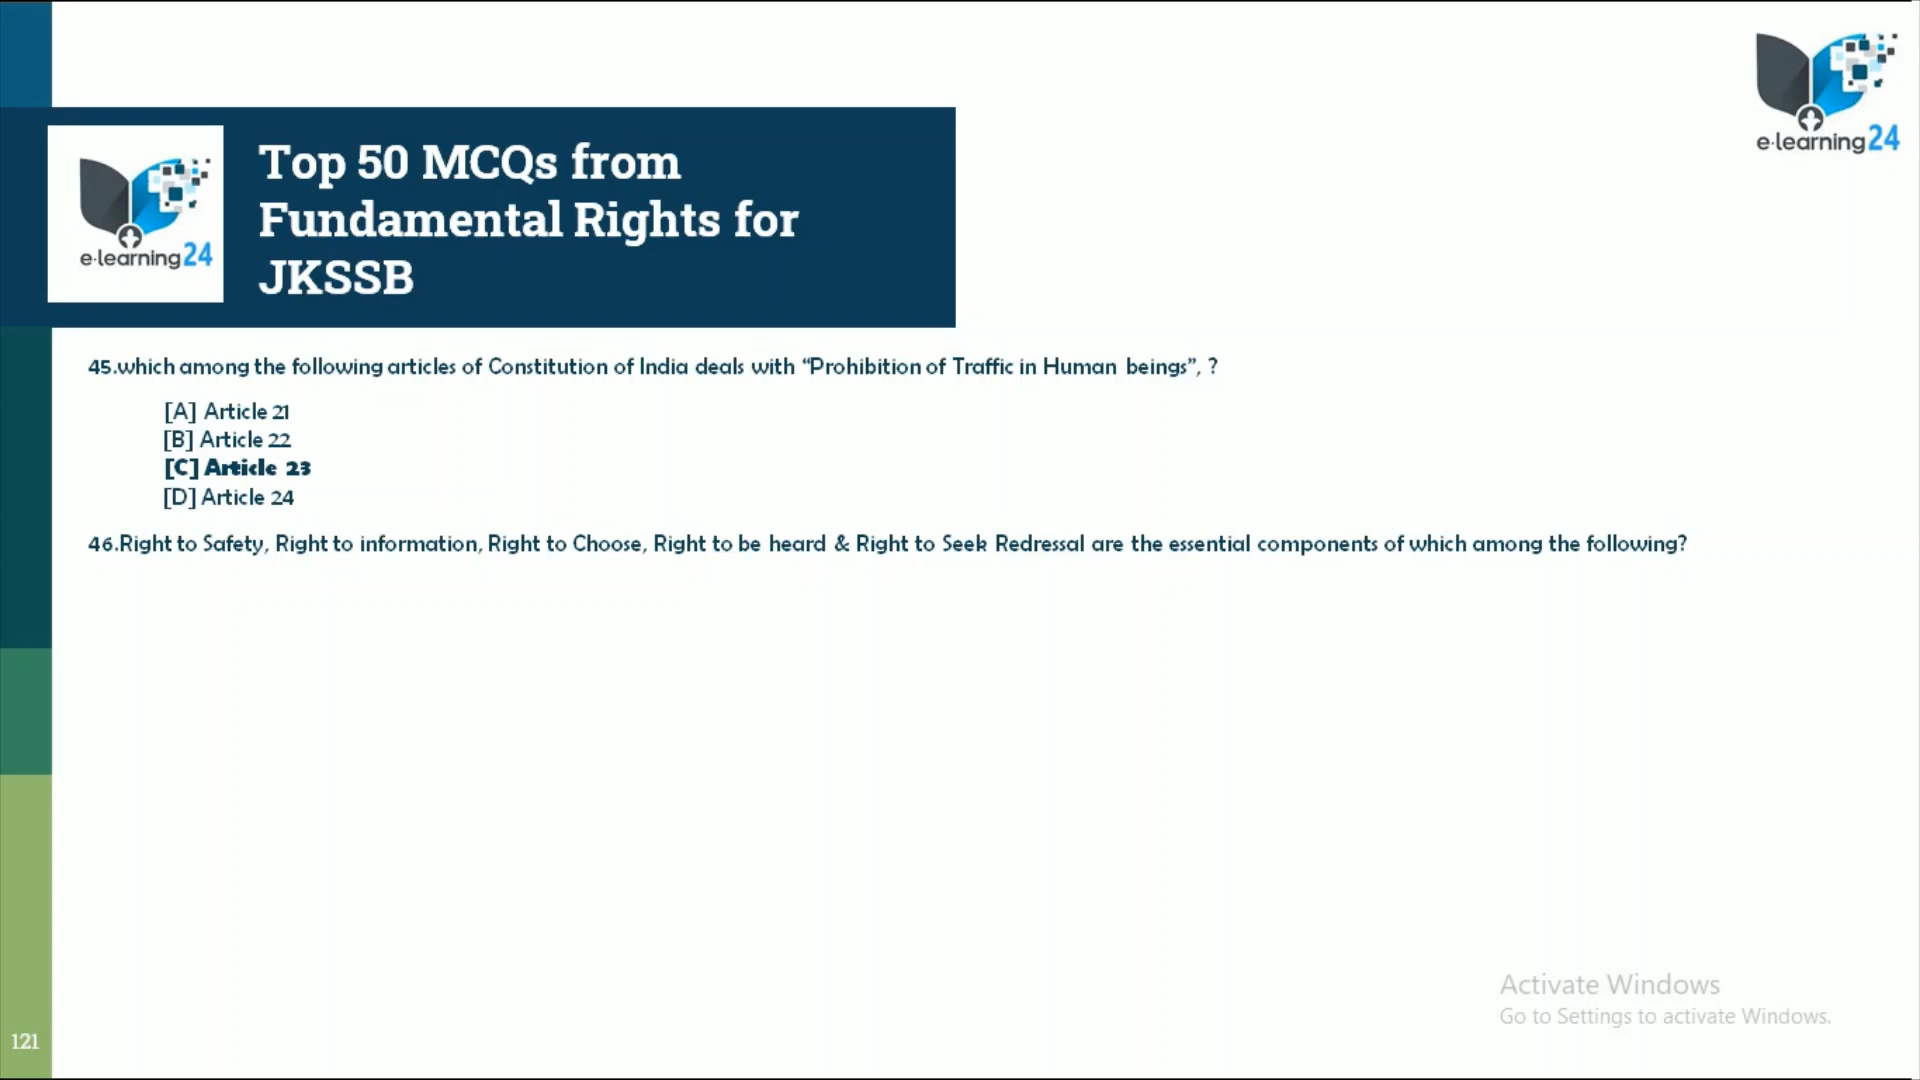 e-learning24
e-learning24
Top 50 MCQs from
Fundamental Rights for
JKSSB
45.which among the following articles of Constitution of India deals with “Prohibition of Traffic in Human beings”, ?
[A] Article 21
[B] Article 22
[C] Article 23
[D] Article 24
46.Right to Safety, Right to information, Right to Choose, Right to be heard & Right to Seek Redressal are the essential components of which among the following?
Activate Windows
Go to Settings to activate Windows.
121